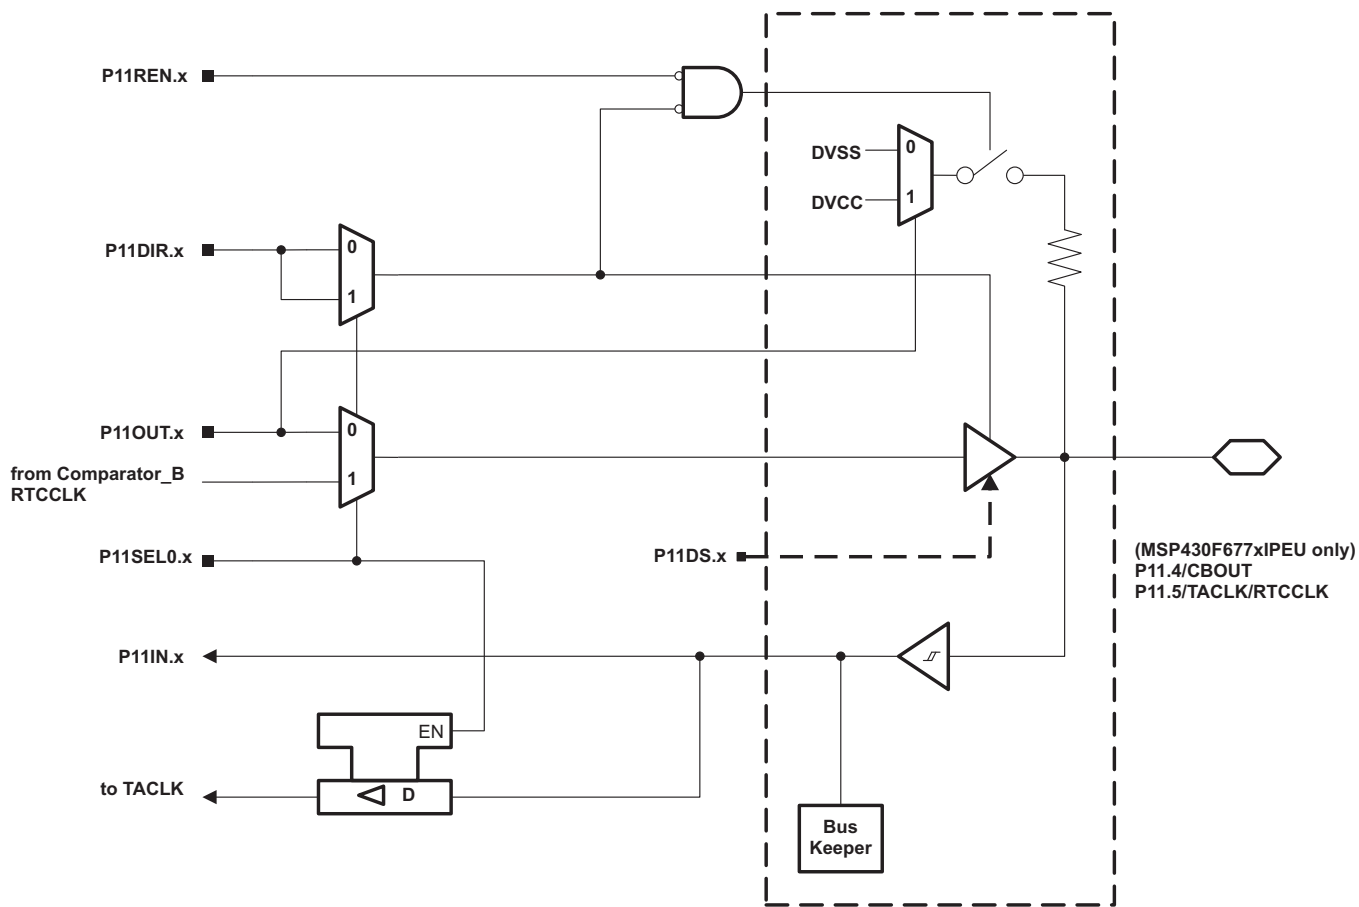 P11REN.x
DVSS
0
DVCC
1
P11DIR.x
0
1
P11OUT.x
0
from Comparator_B
RTCCLK
1
P11SEL0.x
P11DS.x
(MSP430F677xIPEU only)
P11.4/CBOUT
P11.5/TACLK/RTCCLK
P11IN.x
EN
to TACLK
D
Bus
Keeper